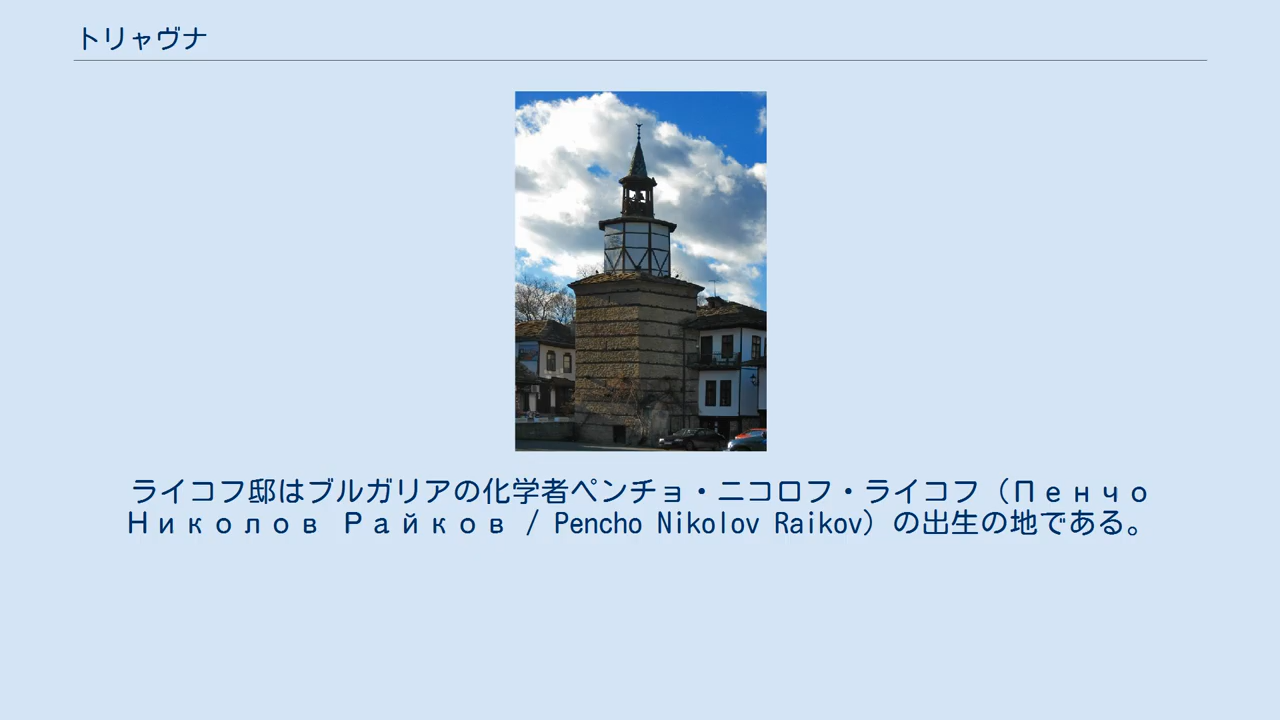 トリャヴナ
ライコフ邸はブルガリアの化学者ペンチョ・ニコロフ・ライコフ（Пенчо
Николов Райков / Pencho Nikolov Raikov）の出生の地である。